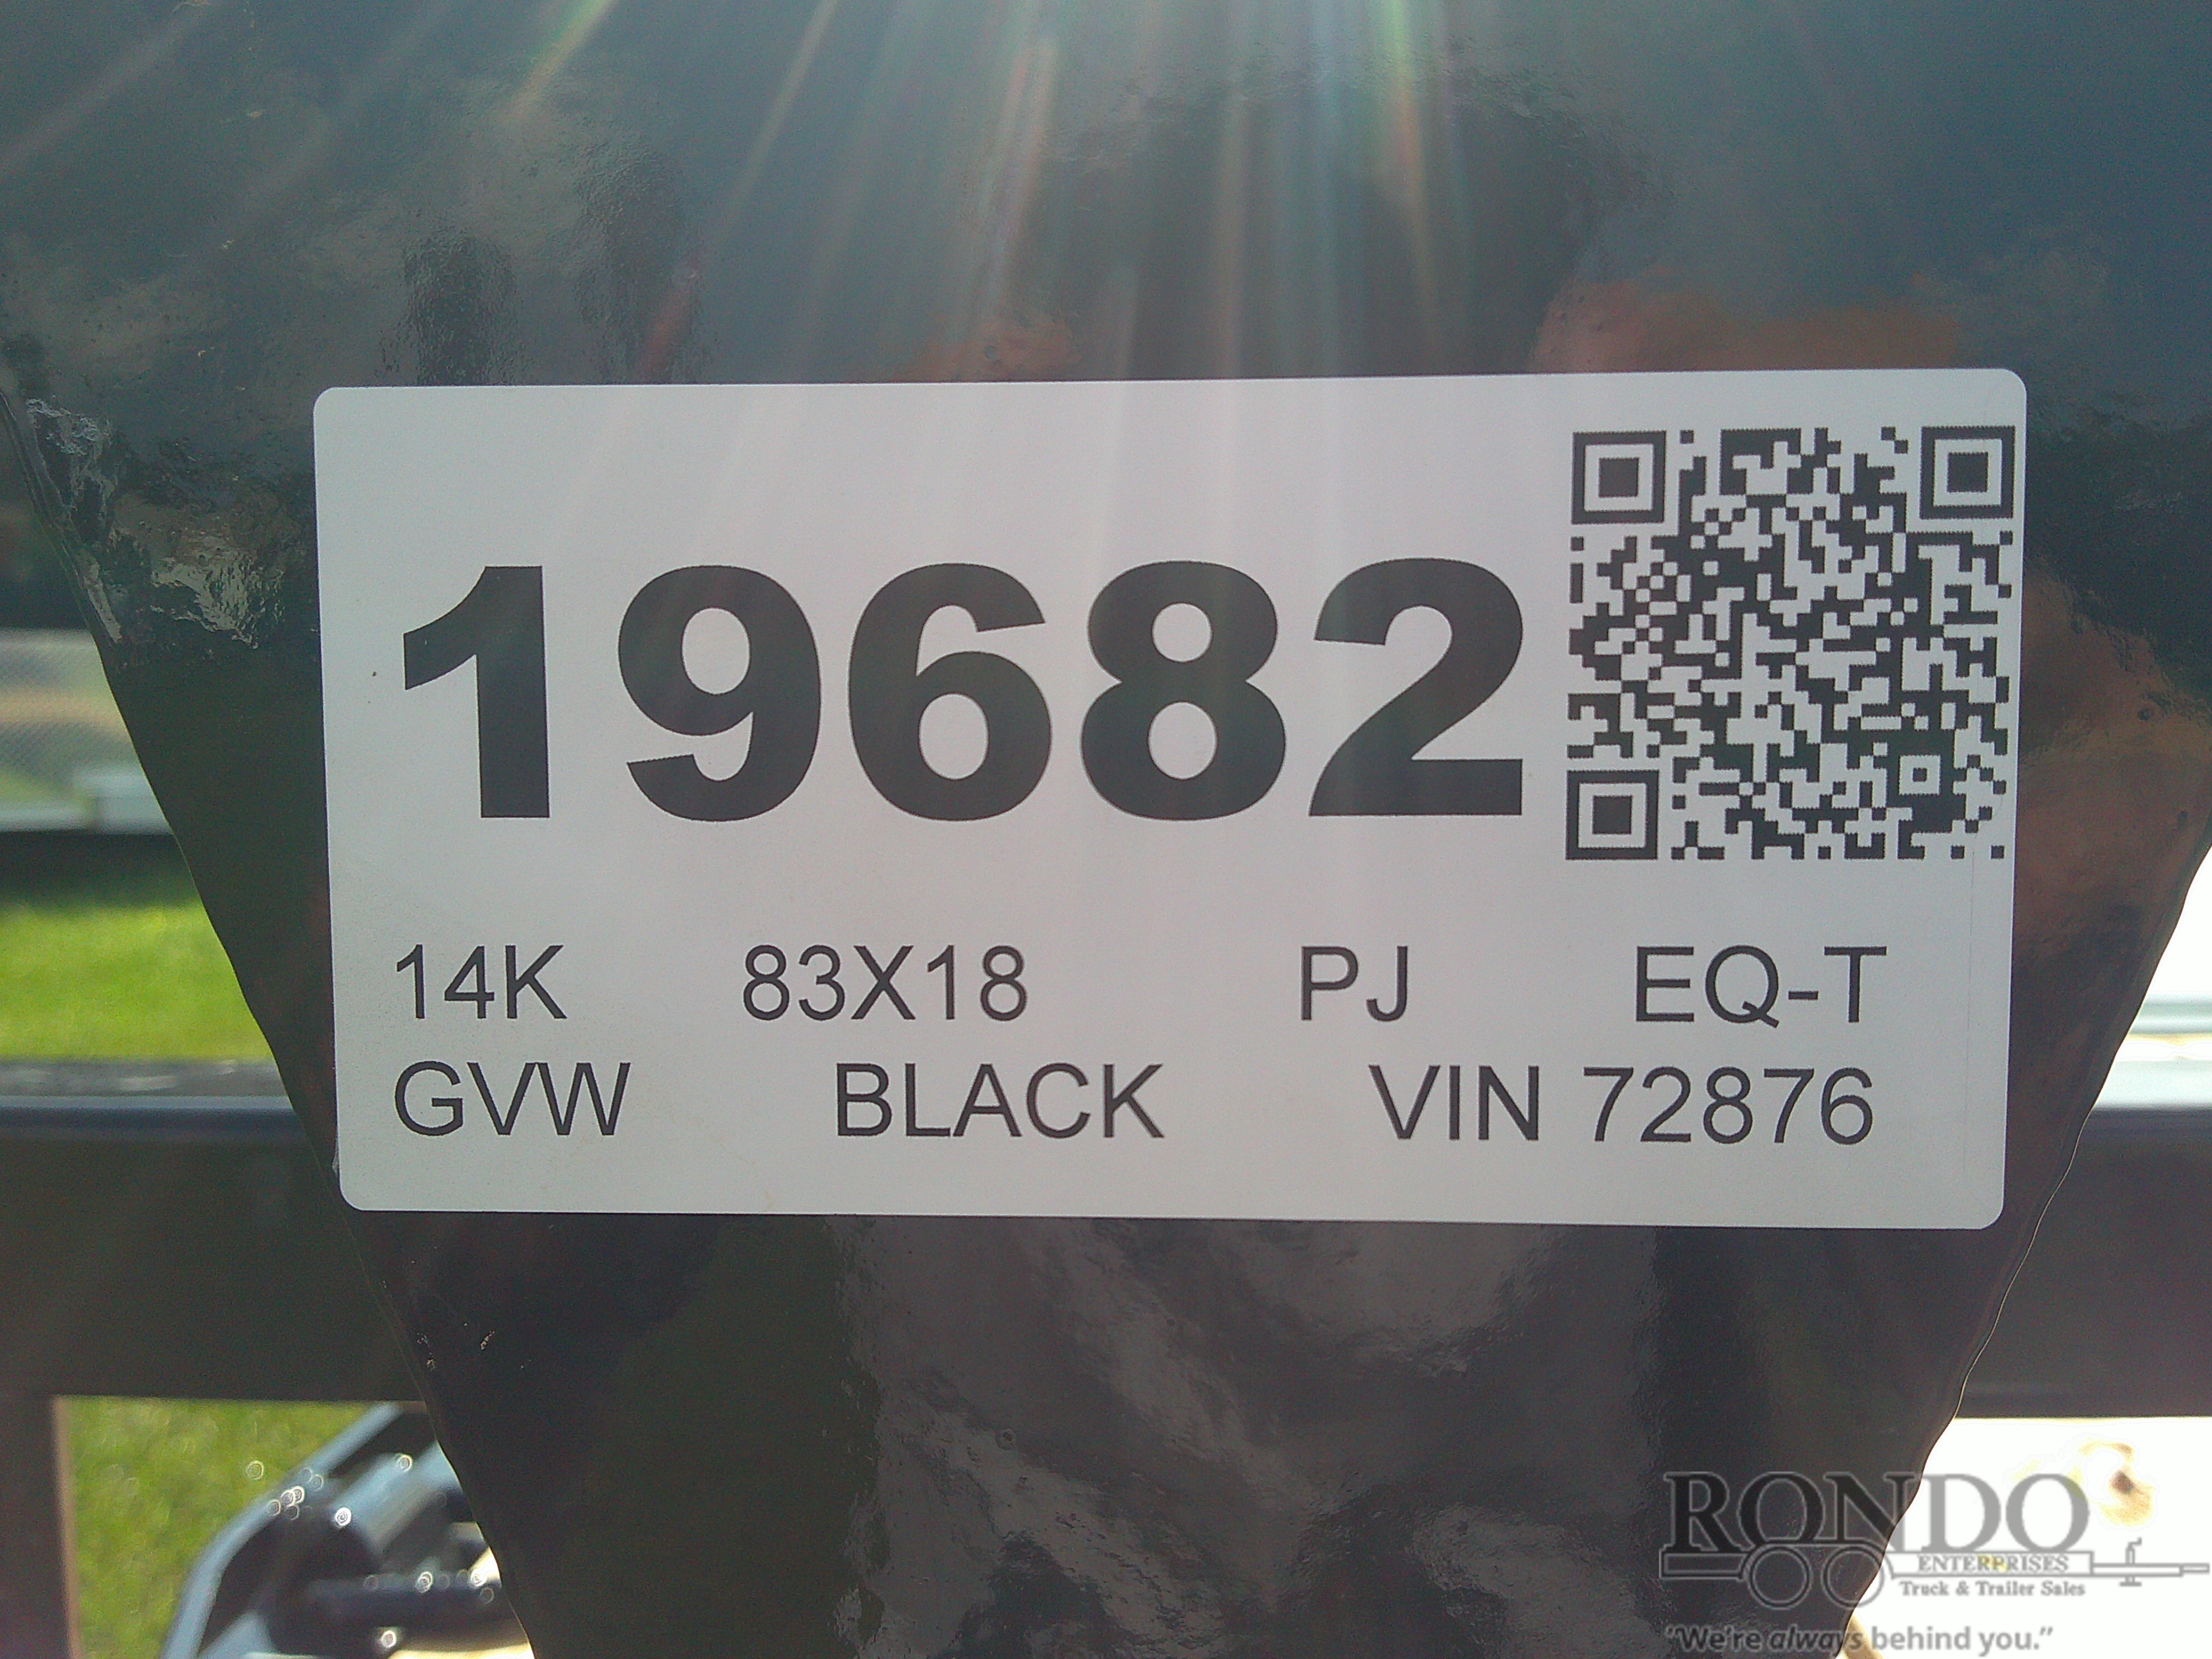 19682
14K 83X18 PJ EQ-T
GVW BLACK VIN 72876
RONDO
ENTERPRISES
Truck & Trailer Sales
"We're always behind you."